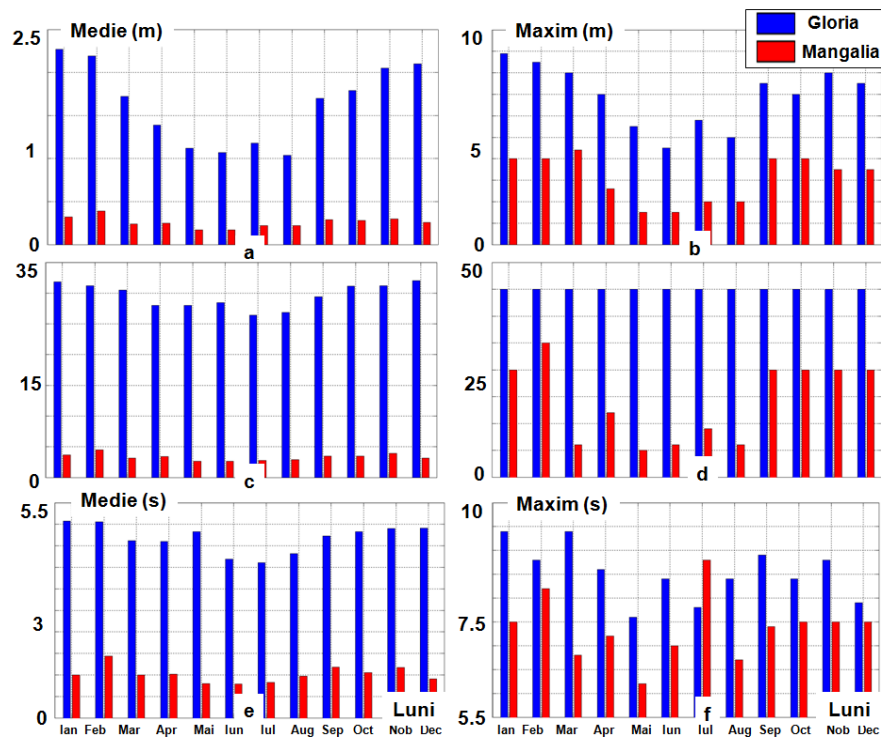 Medie (m)
2.5
1
0
a
Maxim (m)
10
5
0
b
Gloria
Mangalia
35
15
0
c
50
25
0
d
Medie (s)
5.5
3
0
e
Luni
Ian Feb Mar Apr Mai Iun Iul Aug Sep Oct Nob Dec
Maxim (s)
10
7.5
5.5
f
Luni
Ian Feb Mar Apr Mai Iun Iul Aug Sep Oct Nob Dec